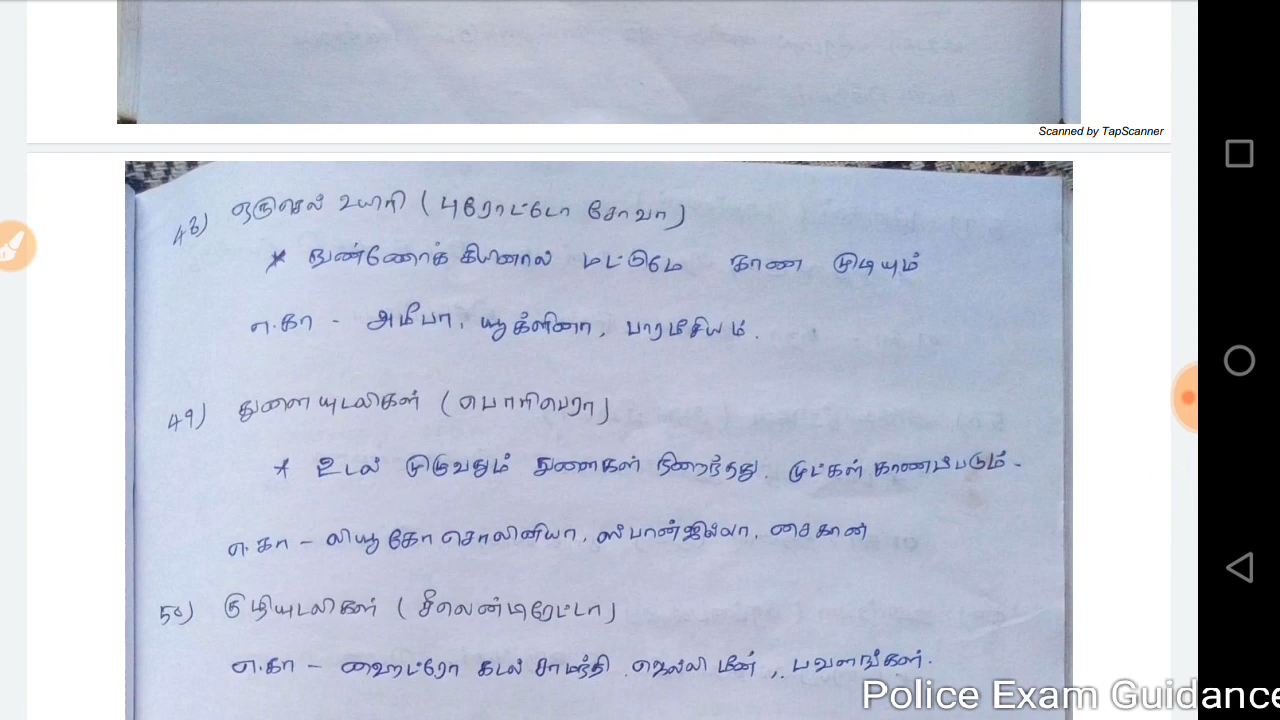 Scanned by TapScanner
48) ஒருசெல் உயிரி (புரோட்டோ சோவா)
* நுண்ணோக்கியினால் மட்டுமே காண முடியும்
எ.கா - அமீபா, யூக்ளினா, பாரமீசியம்.
49) துளையுடலிகள் (பொரிபெரா)
* உடல் முழுவதும் துளைகள் நிறைந்தது. முட்கள் காணப்படும்.
எ.கா - லியூகோசொலினியா, ஸ்பான்ஜில்லா, சைகான்
50) குழியுடலிகள் (சீலென்டிரேட்டா)
எ.கா - ஹைட்ரோ கடல் சாமந்தி, ஜெல்லி மீன், பவளங்கள்.
Police Exam Guidance